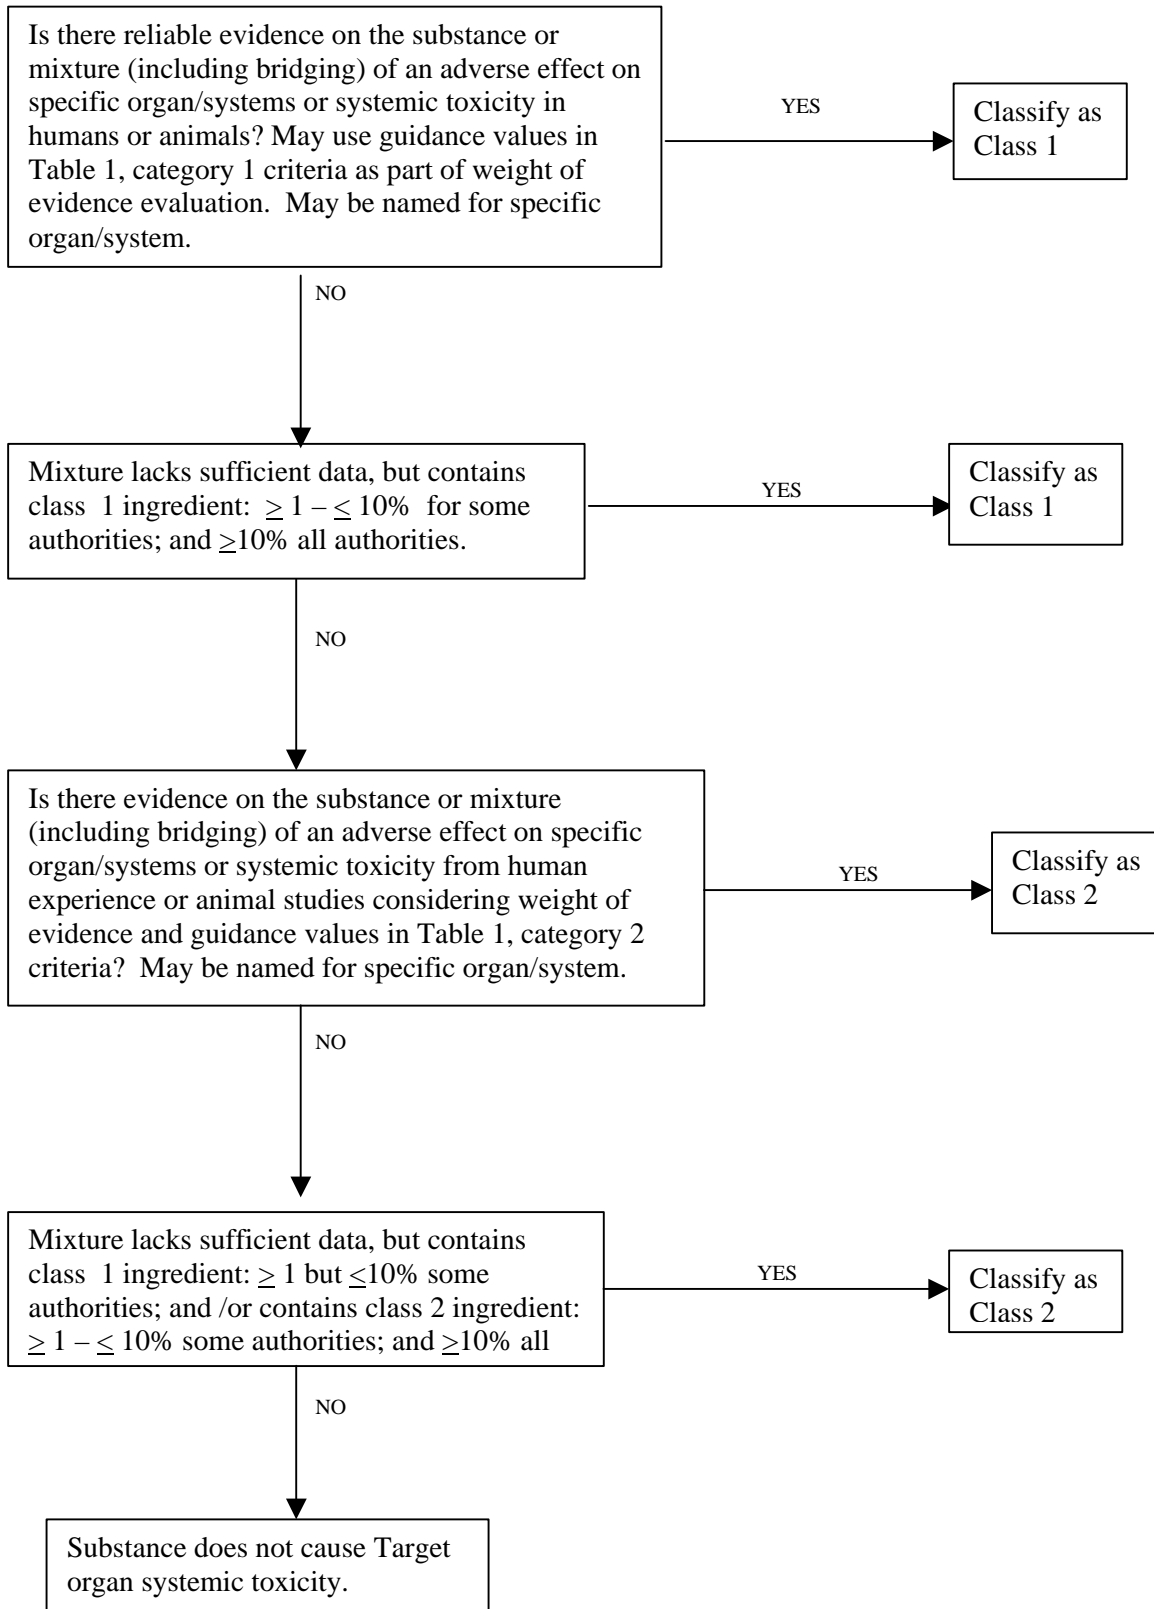 Is there reliable evidence on the substance or
mixture (including bridging) of an adverse effect on
specific organ/systems or systemic toxicity in
humans or animals? May use guidance values in
Table 1, category 1 criteria as part of weight of
evidence evaluation.  May be named for specific
organ/system.
YES
Classify as
Class 1
NO
Mixture lacks sufficient data, but contains
class  1 ingredient:  ≥ 1 – ≤ 10%  for some
authorities; and ≥10% all authorities.
YES
Classify as
Class 1
NO
Is there evidence on the substance or mixture
(including bridging) of an adverse effect on specific
organ/systems or systemic toxicity from human
experience or animal studies considering weight of
evidence and guidance values in Table 1, category 2
criteria?  May be named for specific organ/system.
YES
Classify as
Class 2
NO
Mixture lacks sufficient data, but contains
class  1 ingredient: ≥ 1 but ≤10% some
authorities; and /or contains class 2 ingredient:
≥ 1 – ≤ 10% some authorities; and ≥10% all
YES
Classify as
Class 2
NO
Substance does not cause Target
organ systemic toxicity.